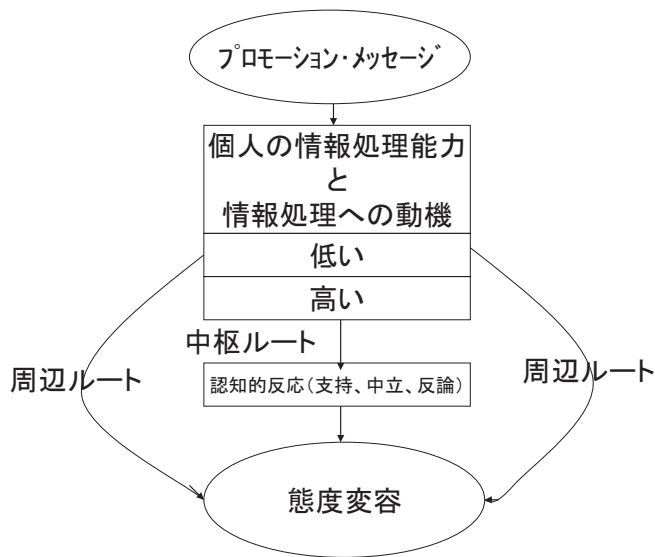 プロモーション・メッセージ
個人の情報処理能力
と
情報処理への動機
低い
高い
中枢ルート
周辺ルート
周辺ルート
認知的反応(支持、中立、反論)
態度変容